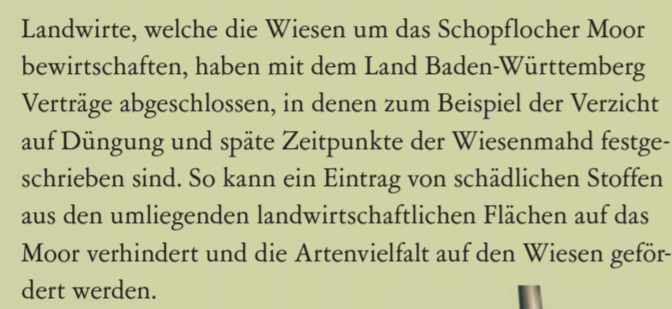 Landwirte, welche die Wiesen um das Schopflocher Moor
bewirtschaften, haben mit dem Land Baden-Württemberg
Verträge abgeschlossen, in denen zum Beispiel der Verzicht
auf Düngung und späte Zeitpunkte der Wiesenmahd festge-
schrieben sind. So kann ein Eintrag von schädlichen Stoffen
aus den umliegenden landwirtschaftlichen Flächen auf das
Moor verhindert und die Artenvielfalt auf den Wiesen geför-
dert werden.